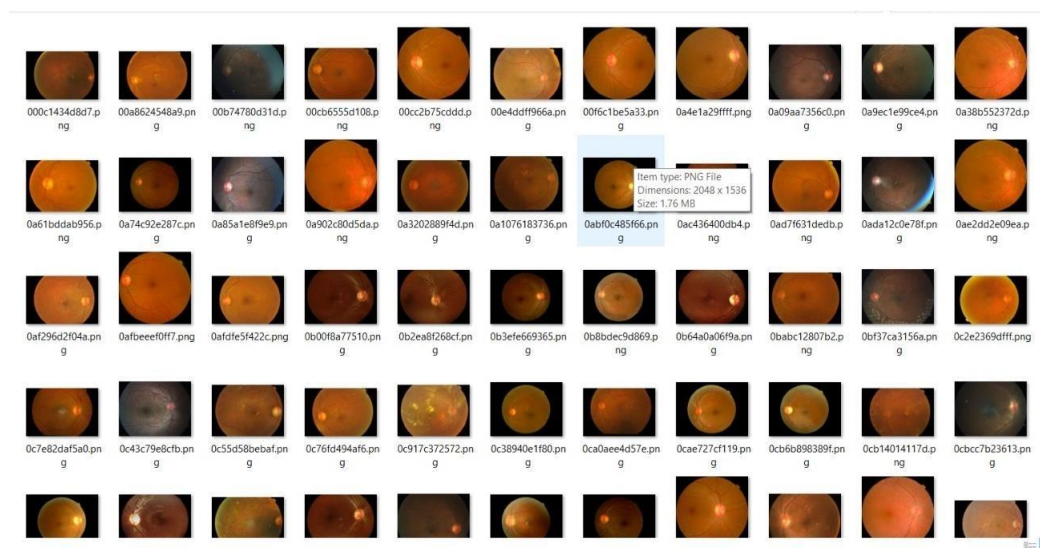 000c1434d8d7.p 00a8624548a9.pn 00b74780d31d.p 00cb6555d108.pn 00cc2b75cddd.pn 00e4ddff966a.pn 00f6c1be5a33.pn 0a4e1a29ffff.png 0a09aa7356c0.pn 0a9ec1e99ce4.pn 0a38b552372d.p
ng g ng g g g g g g ng
0a61bddab956.p 0a74c92e287c.pn 0a85a1e8f9e9.pn 0a902c80d5da.p 0a3202889f4d.pn 0a1076183736.pn 0abf0c485f66.pn 0ac436400db4.p 0ad7f631dedb.pn 0ada12c0e78f.pn 0ae2dd2e09ea.p
ng g g ng g g g ng g g ng
Item type: PNG File
Dimensions: 2048 x 1536
Size: 1.76 MB
0af296d2f04a.pn 0afbeeef0ff7.png 0afdfe5f422c.png 0b00f8a77510.pn 0b2ea8f268cf.pn 0b3efe669365.pn 0b8bdec9d869.p 0b64a0a06f9a.pn 0babc12807b2.p 0bf37ca3156a.pn 0c2e2369dfff.png
g g g g ng g ng g
0c7e82daf5a0.pn 0c43c79e8cfb.pn 0c55d58bebaf.pn 0c76fd494af6.pn 0c917c372572.pn 0c38940e1f80.pn 0ca0aee4d57e.pn 0cae727cf119.pn 0cb6b898389f.pn 0cb14014117d.p 0cbcc7b23613.pn
g g g g g g g g g ng g